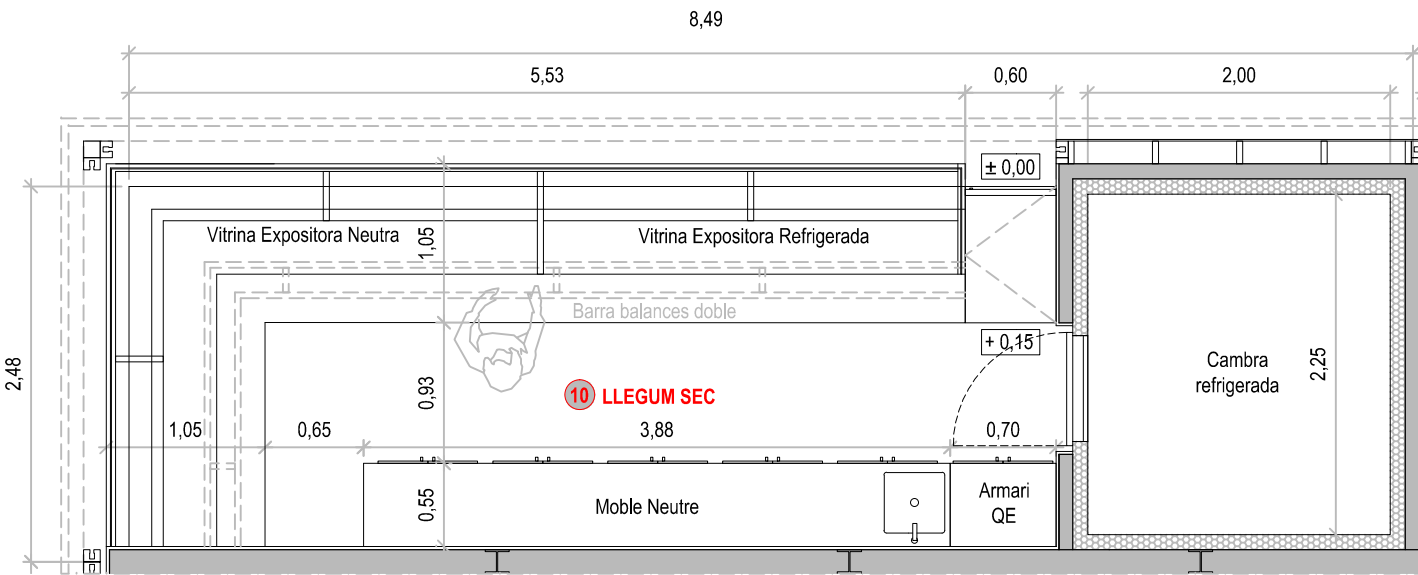 8,49
5,53
0,60
2,00
± 0,00
Vitrina Expositora Neutra
1,05
Vitrina Expositora Refrigerada
Barra balances doble
+ 0,15
2,48
0,93
10 LLEGUM SEC
Cambra
refrigerada
2,25
1,05
0,65
3,88
0,70
0,55
Moble Neutre
Armari
QE